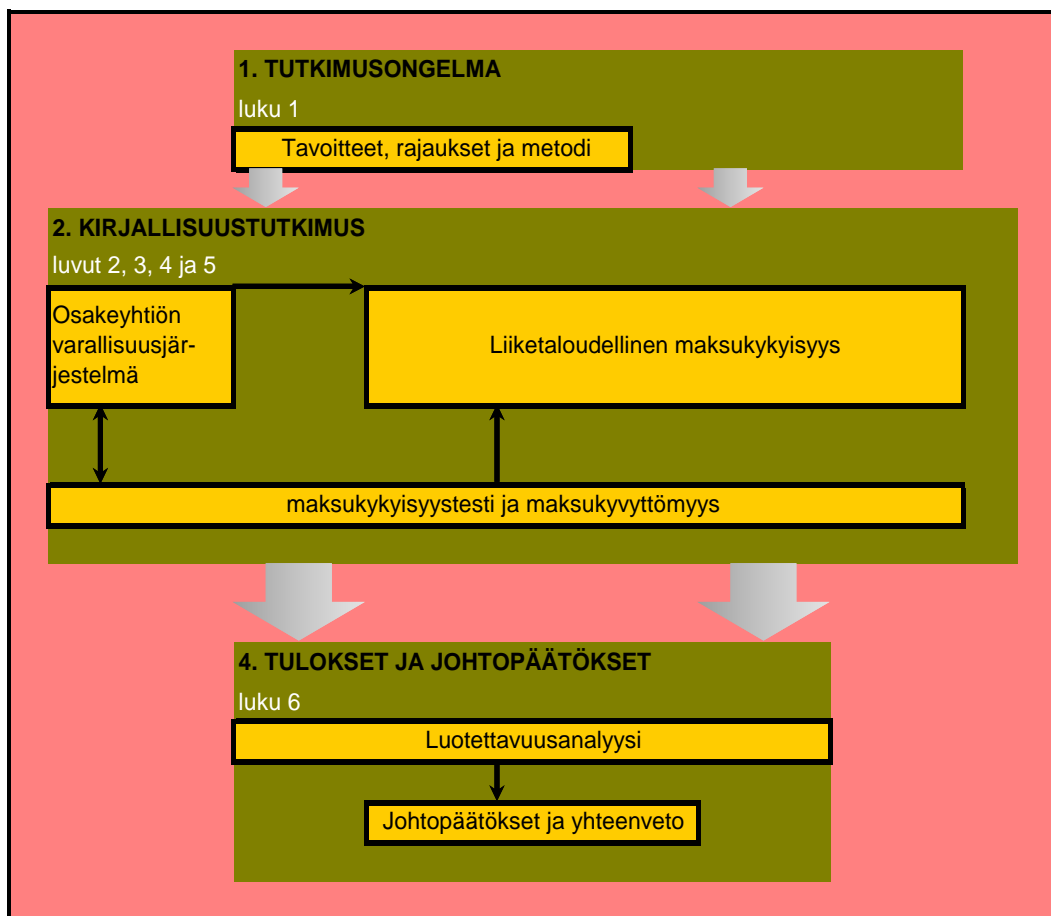 1. TUTKIMUSONGELMA
luku 1
Tavoitteet, rajaukset ja metodi
2. KIRJALLISUUSTUTKIMUS
luvut 2, 3, 4 ja 5
Osakeyhtiön
varallisuusjär-
jestelmä
Liiketaloudellinen maksukykyisyys
maksukykyisyystesti ja maksukyvyttömyys
4. TULOKSET JA JOHTOPÄÄTÖKSET
luku 6
Luotettavuusanalyysi
Johtopäätökset ja yhteenveto